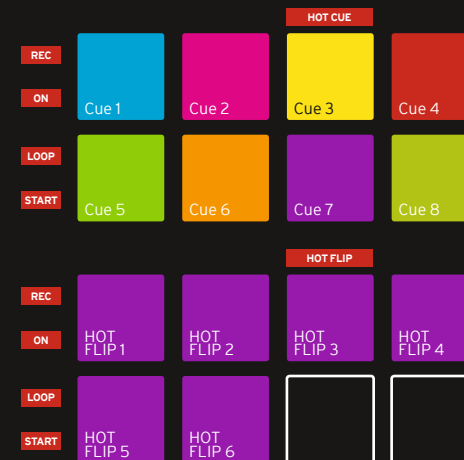 HOT CUE
REC
ON
Cue 1
Cue 2
Cue 3
Cue 4
LOOP
START
Cue 5
Cue 6
Cue 7
Cue 8
HOT FLIP
REC
ON
HOT
FLIP 1
HOT
FLIP 2
HOT
FLIP 3
HOT
FLIP 4
LOOP
START
HOT
FLIP 5
HOT
FLIP 6